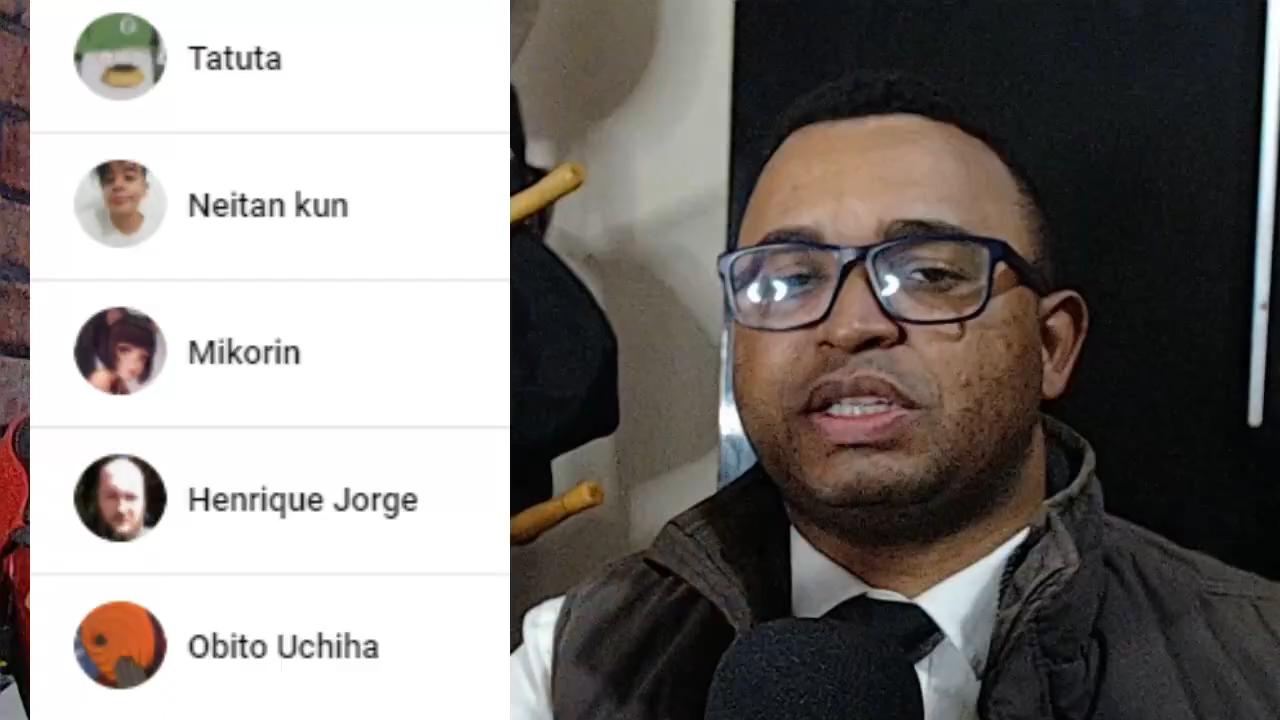 Tatuta
Neitan kun
Mikorin
Henrique Jorge
Obito Uchiha